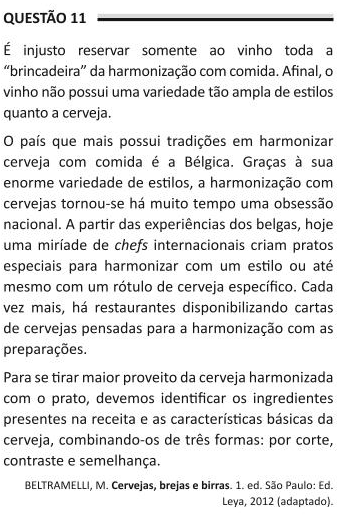 QUESTÃO 11
É injusto reservar somente ao vinho toda a
“brincadeira” da harmonização com comida. Afinal, o
vinho não possui uma variedade tão ampla de estilos
quanto a cerveja.
O país que mais possui tradições em harmonizar
cerveja com comida é a Bélgica. Graças à sua
enorme variedade de estilos, a harmonização com
cervejas tornou-se há muito tempo uma obsessão
nacional. A partir das experiências dos belgas, hoje
uma miríade de chefs internacionais criam pratos
especiais para harmonizar com um estilo ou até
mesmo com um rótulo de cerveja específico. Cada
vez mais, há restaurantes disponibilizando cartas
de cervejas pensadas para a harmonização com as
preparações.
Para se tirar maior proveito da cerveja harmonizada
com o prato, devemos identificar os ingredientes
presentes na receita e as características básicas da
cerveja, combinando-os de três formas: por corte,
contraste e semelhança.
BELTRAMELLI, M. Cervejas, brejas e birras. 1. ed. São Paulo: Ed.
Leya, 2012 (adaptado).